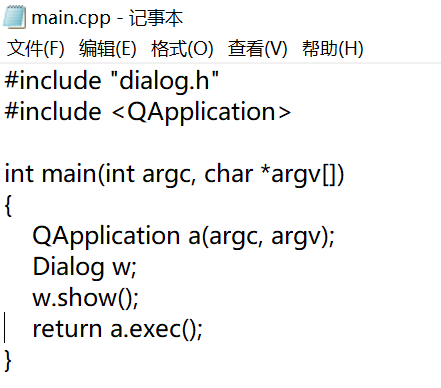 main.cpp - 记事本
文件(F) 编辑(E) 格式(O) 查看(V) 帮助(H)
#include "dialog.h"
#include <QApplication>
int main(int argc, char *argv[])
{
QApplication a(argc, argv);
Dialog w;
w.show();
return a.exec();
}